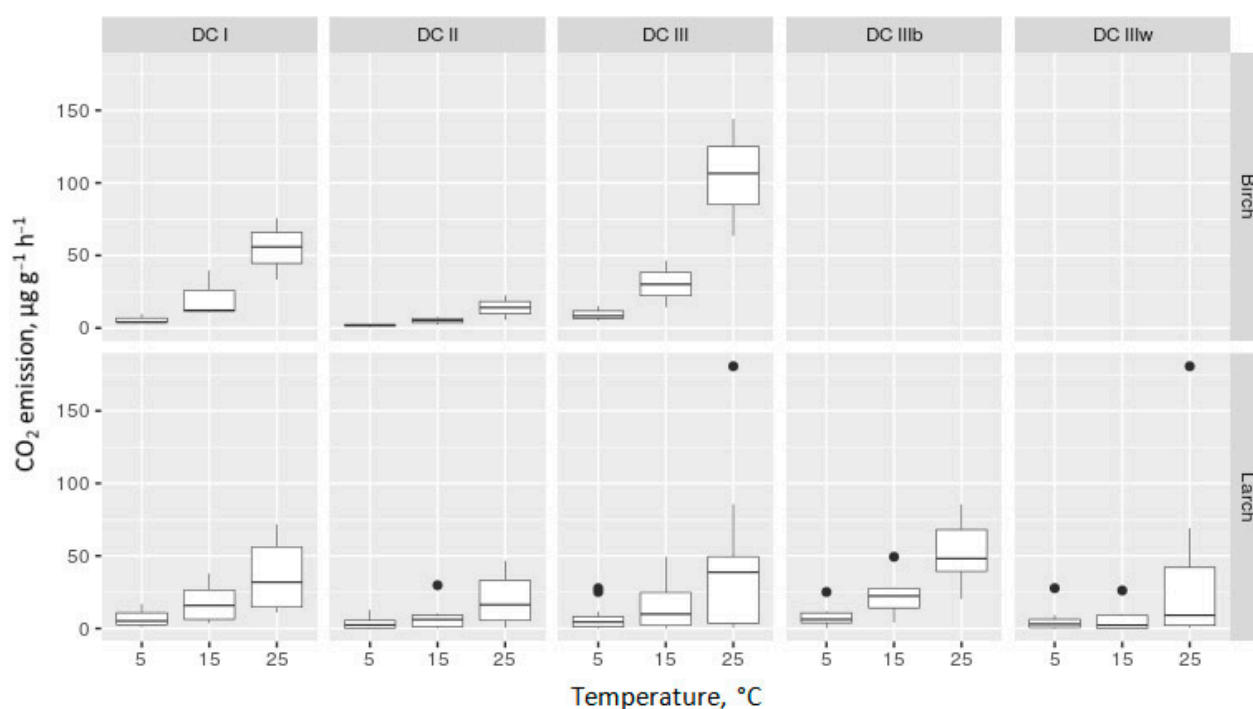 DC I DC II DC III DC IIIb DC IIIw
150
100
50
0
Birch
150
100
50
0
Larch
CO₂ emission, µg g⁻¹ h⁻¹
5 15 25 5 15 25 5 15 25 5 15 25 5 15 25
Temperature, °C